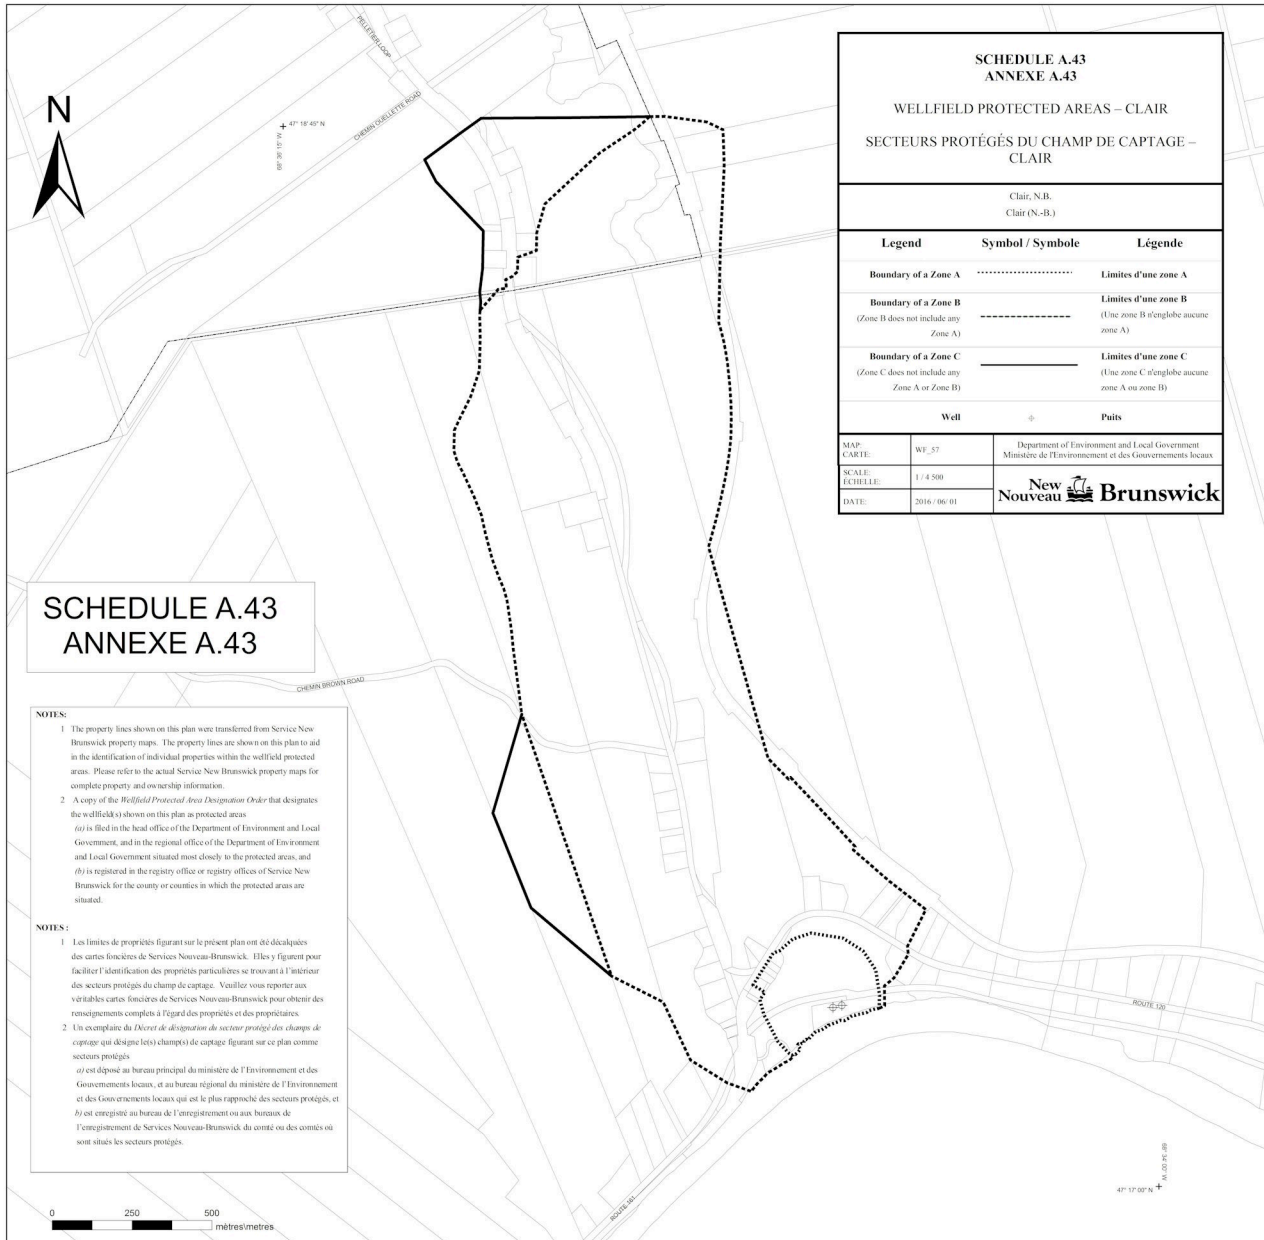 PELLETIER LOOP
CHEMIN OUELLETTE ROAD
N
47° 18' 45" N
68° 36' 15" W
SCHEDULE A.43
ANNEXE A.43
WELLFIELD PROTECTED AREAS – CLAIR
SECTEURS PROTÉGÉS DU CHAMP DE CAPTAGE –
CLAIR
Clair, N.B.
Clair (N.-B.)
Legend Symbol / Symbole Légende
Boundary of a Zone A Limites d'une zone A
Boundary of a Zone B Limites d'une zone B
(Zone B does not include any (Une zone B n'englobe aucune
Zone A) zone A)
Boundary of a Zone C Limites d'une zone C
(Zone C does not include any (Une zone C n'englobe aucune
Zone A or Zone B) zone A ou zone B)
Well Puits
MAP: WF_57
CARTE:
Department of Environment and Local Government
Ministère de l'Environnement et des Gouvernements locaux
SCALE: 1 / 4 500
ÉCHELLE:
DATE: 2016 / 06/ 01
New
Nouveau Brunswick
SCHEDULE A.43
ANNEXE A.43
CHEMIN BROWN ROAD
NOTES:
1 The property lines shown on this plan were transferred from Service New
Brunswick property maps. The property lines are shown on this plan to aid
in the identification of individual properties within the wellfield protected
areas. Please refer to the actual Service New Brunswick property maps for
complete property and ownership information.
2 A copy of the Wellfield Protected Area Designation Order that designates
the wellfield(s) shown on this plan as protected areas
(a) is filed in the head office of the Department of Environment and Local
Government, and in the regional office of the Department of Environment
and Local Government situated most closely to the protected areas, and
(b) is registered in the registry office or registry offices of Service New
Brunswick for the county or counties in which the protected areas are
situated.
NOTES :
1 Les limites de propriétés figurant sur le présent plan ont été décalquées
des cartes foncières de Services Nouveau-Brunswick. Elles y figurent pour
faciliter l'identification des propriétés particulières se trouvant à l'intérieur
des secteurs protégés du champ de captage. Veuillez vous reporter aux
véritables cartes foncières de Services Nouveau-Brunswick pour obtenir des
renseignements complets à l'égard des propriétés et des propriétaires.
2 Un exemplaire du Décret de désignation du secteur protégé des champs de
captage qui désigne le(s) champ(s) de captage figurant sur ce plan comme
secteurs protégés
a) est déposé au bureau principal du ministère de l'Environnement et des
Gouvernements locaux, et au bureau régional du ministère de l'Environnement
et des Gouvernements locaux qui est le plus rapproché des secteurs protégés, et
b) est enregistré au bureau de l'enregistrement ou aux bureaux de
l'enregistrement de Services Nouveau-Brunswick du comté ou des comtés où
sont situés les secteurs protégés.
ROUTE 120
ROUTE 161
68° 34' 00" W
47° 17' 00" N
0 250 500
mètres\metres